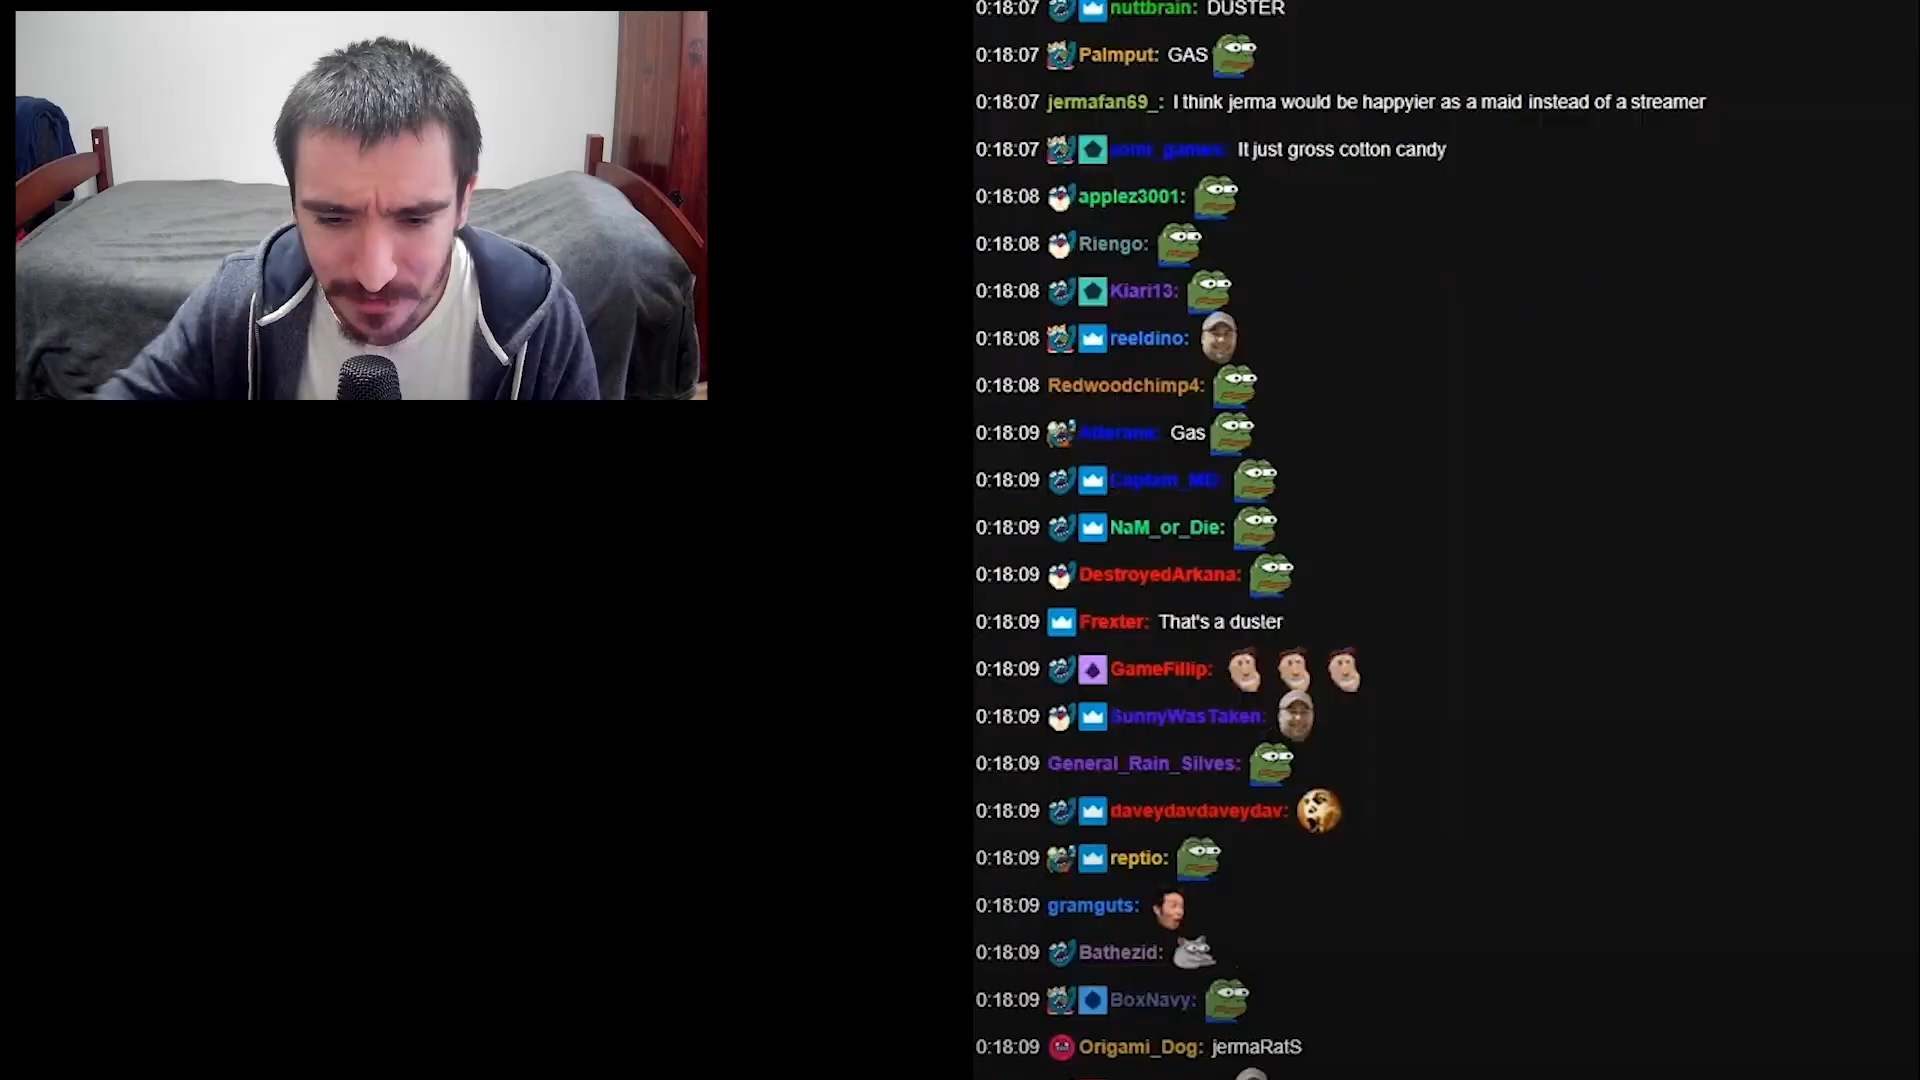 0:18:07 nuttbrain: DUSTER
0:18:07 Palmput: GAS
0:18:07 jermafan69_: I think jerma would be happyier as a maid instead of a streamer
0:18:07 It just gross cotton candy
0:18:08 applez3001:
0:18:08 Riengo:
0:18:08 Kiari13:
0:18:08 reeldino:
0:18:08 Redwoodchimp4:
0:18:09 Gas
0:18:09 Captain_MD:
0:18:09 NaM_or_Die:
0:18:09 DestroyedArkana:
0:18:09 Frexter: That's a duster
0:18:09 GameFillip:
0:18:09 SunnyWasTaken:
0:18:09 General_Rain_Silves:
0:18:09 daveydavdaveydav:
0:18:09 reptio:
0:18:09 gramguts:
0:18:09 Bathezid:
0:18:09 BoxNavy:
0:18:09 Origami_Dog: jermaRatS